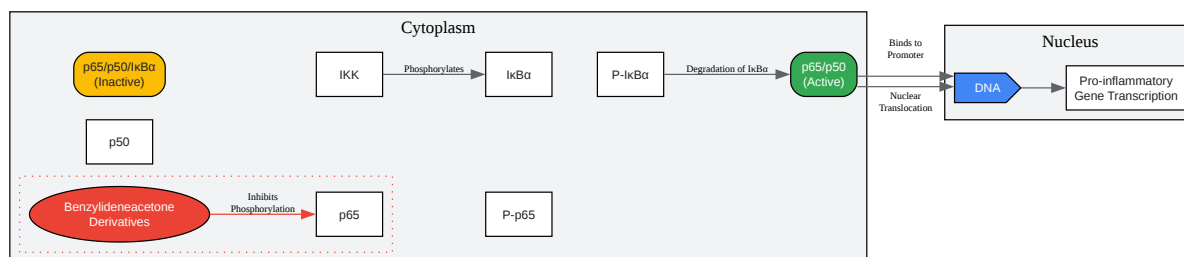 Cytoplasm
p65/p50/IκBα
(Inactive)
IKK
Phosphorylates
IκBα
P-IκBα
Degradation of IκBα
p65/p50
(Active)
Binds to
Promoter
Nuclear
Translocation
Nucleus
DNA
Pro-inflammatory
Gene Transcription
p50
Benzylideneacetone
Derivatives
Inhibits
Phosphorylation
p65
P-p65